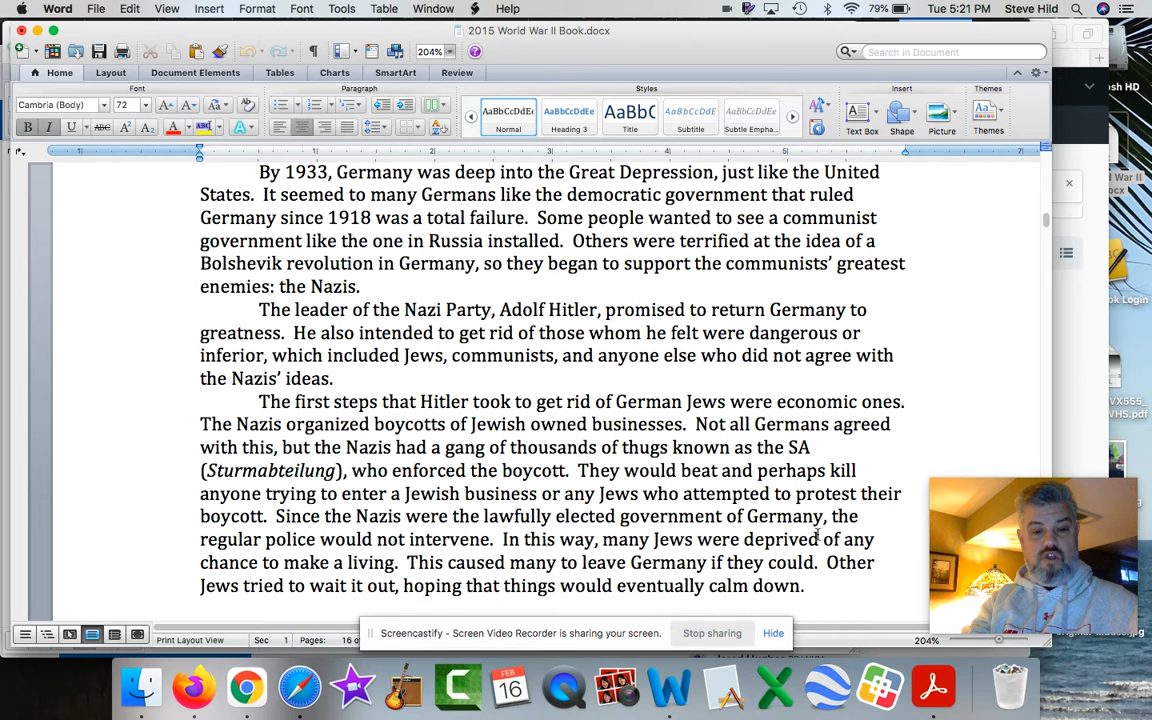 Word File Edit View Insert Format Font Tools Table Window Help 79% Tue 5:21 PM Steve Hild
2015 World War II Book.docx
204% Search in Document
Home Layout Document Elements Tables Charts SmartArt Review
Font Paragraph Styles Insert Themes
Cambria (Body) 72 AaBbCcDdE AaBbCcDdEe AaBbC AaBbCcDdE AaBbCcDdEe
Normal Heading 3 Title Subtitle Subtle Empha... Text Box Shape Picture Themes
By 1933, Germany was deep into the Great Depression, just like the United
States.  It seemed to many Germans like the democratic government that ruled
Germany since 1918 was a total failure.  Some people wanted to see a communist
government like the one in Russia installed.  Others were terrified at the idea of a
Bolshevik revolution in Germany, so they began to support the communists’ greatest
enemies: the Nazis.
The leader of the Nazi Party, Adolf Hitler, promised to return Germany to
greatness.  He also intended to get rid of those whom he felt were dangerous or
inferior, which included Jews, communists, and anyone else who did not agree with
the Nazis’ ideas.
The first steps that Hitler took to get rid of German Jews were economic ones.
The Nazis organized boycotts of Jewish owned businesses.  Not all Germans agreed
with this, but the Nazis had a gang of thousands of thugs known as the SA
(Sturmabteilung), who enforced the boycott.  They would beat and perhaps kill
anyone trying to enter a Jewish business or any Jews who attempted to protest their
boycott.  Since the Nazis were the lawfully elected government of Germany, the
regular police would not intervene.  In this way, many Jews were deprived of any
chance to make a living.  This caused many to leave Germany if they could.  Other
Jews tried to wait it out, hoping that things would eventually calm down.
Screencastify - Screen Video Recorder is sharing your screen. Stop sharing Hide
Print Layout View Sec 1 Pages: 16 of 204%
FEB
16